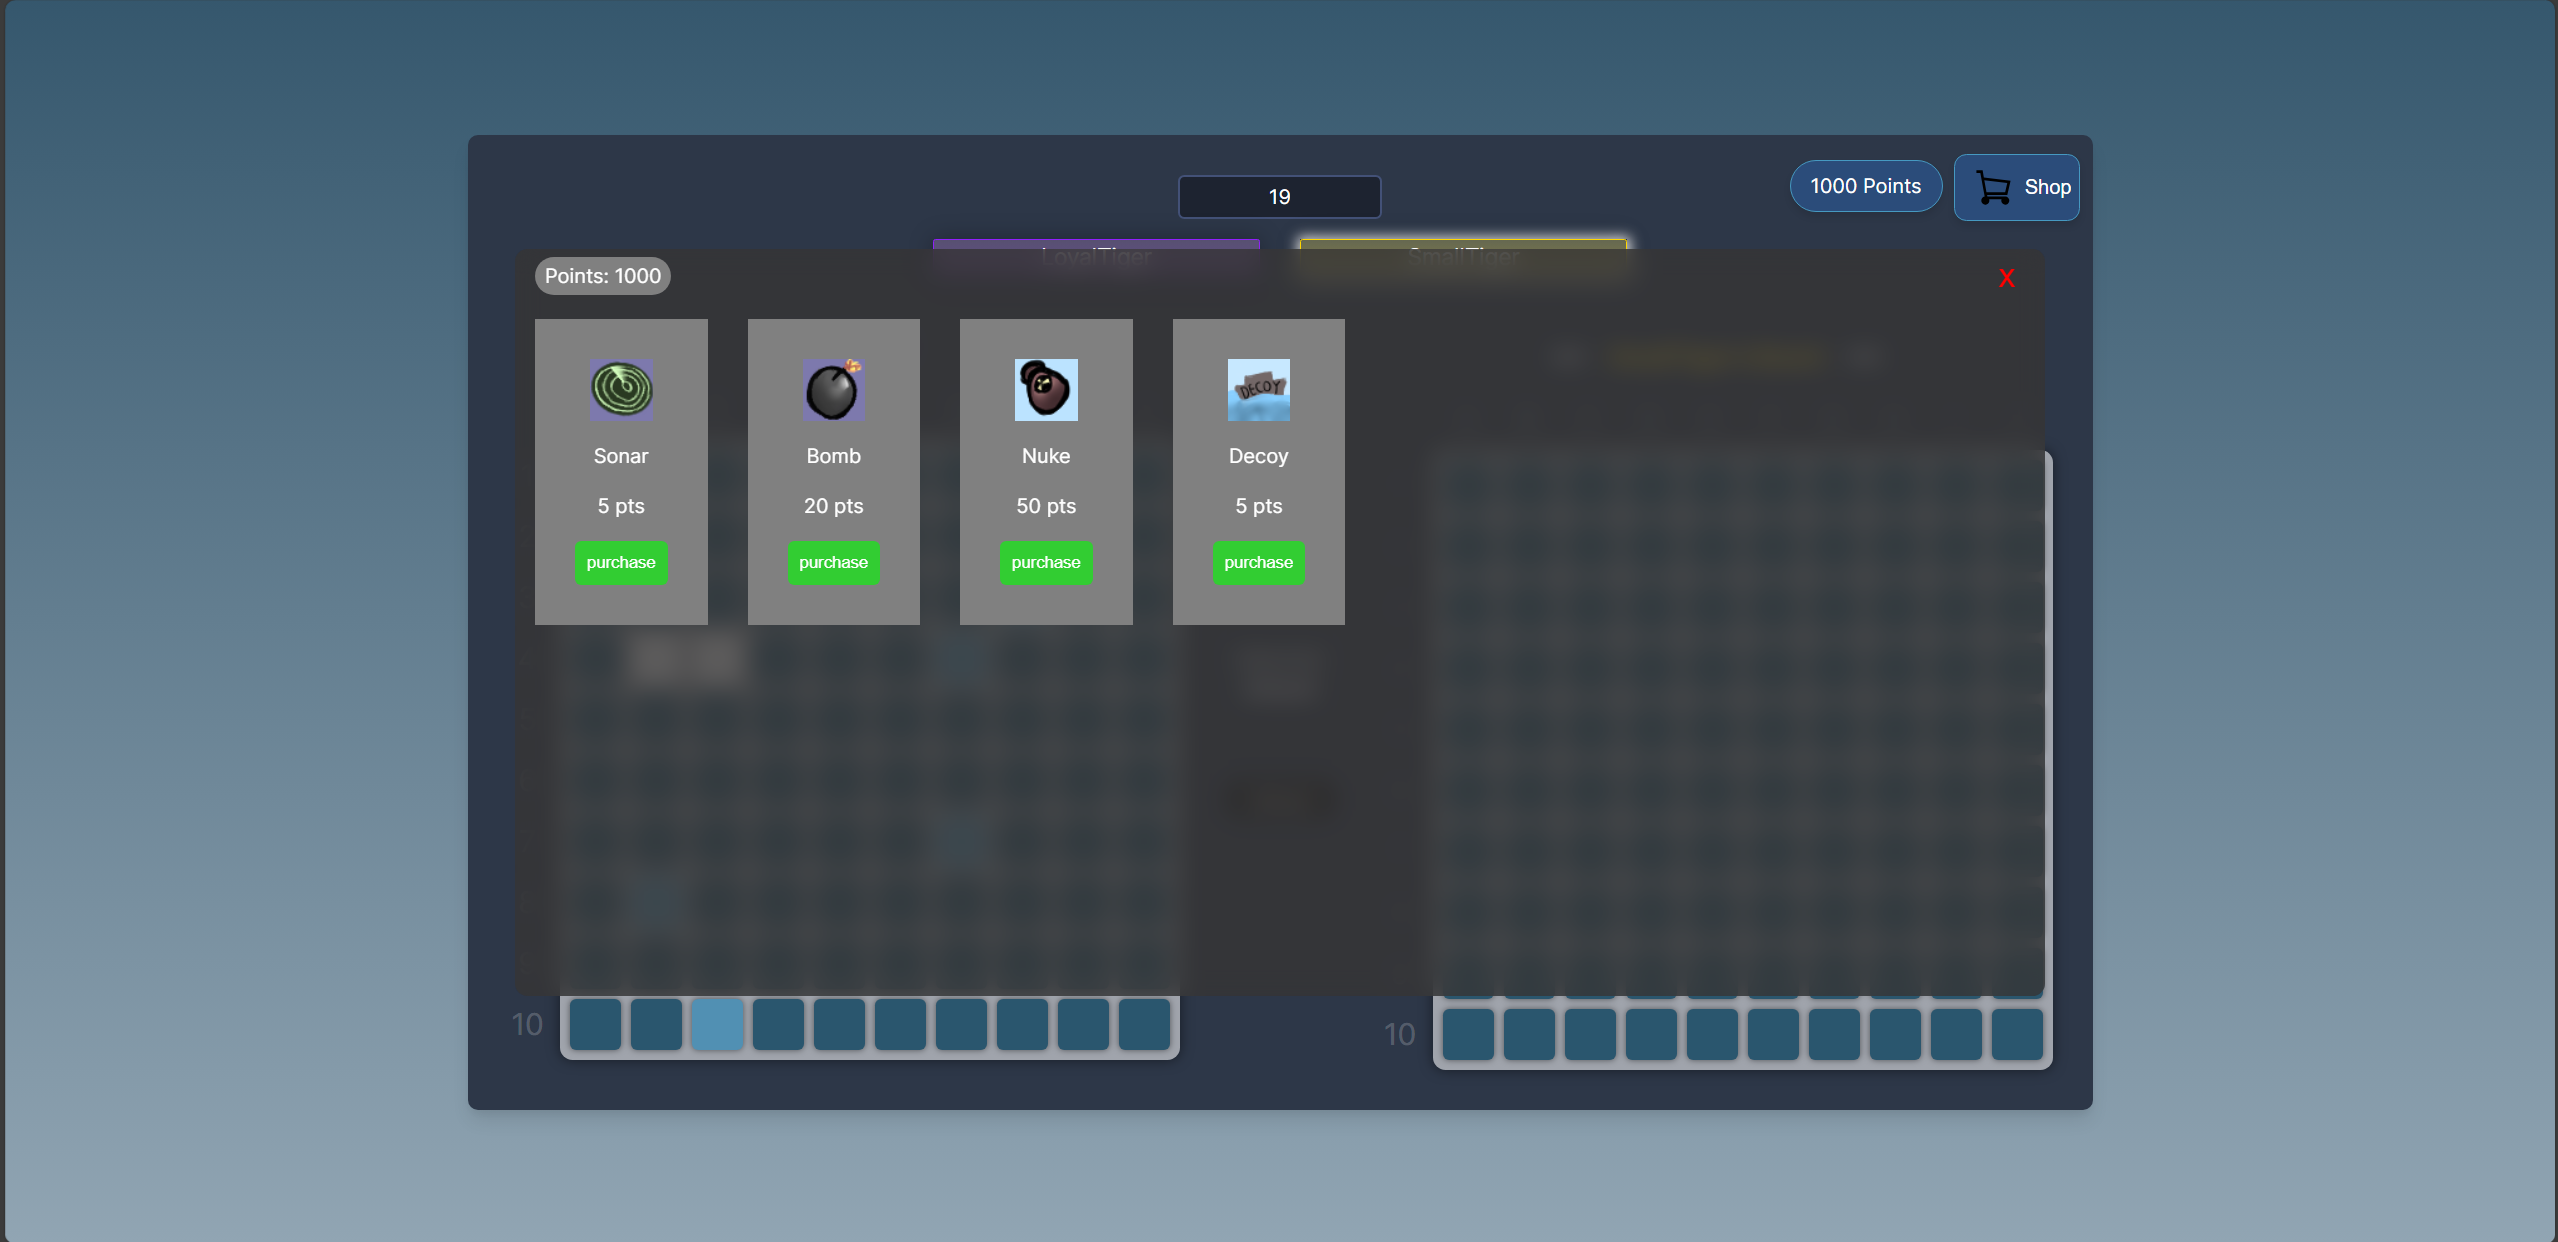 19
1000 Points
Shop
LoyalTiger
SmallTiger
Points: 1000
X
Sonar
5 pts
purchase
Bomb
20 pts
purchase
Nuke
50 pts
purchase
DECOY
Decoy
5 pts
purchase
10
10